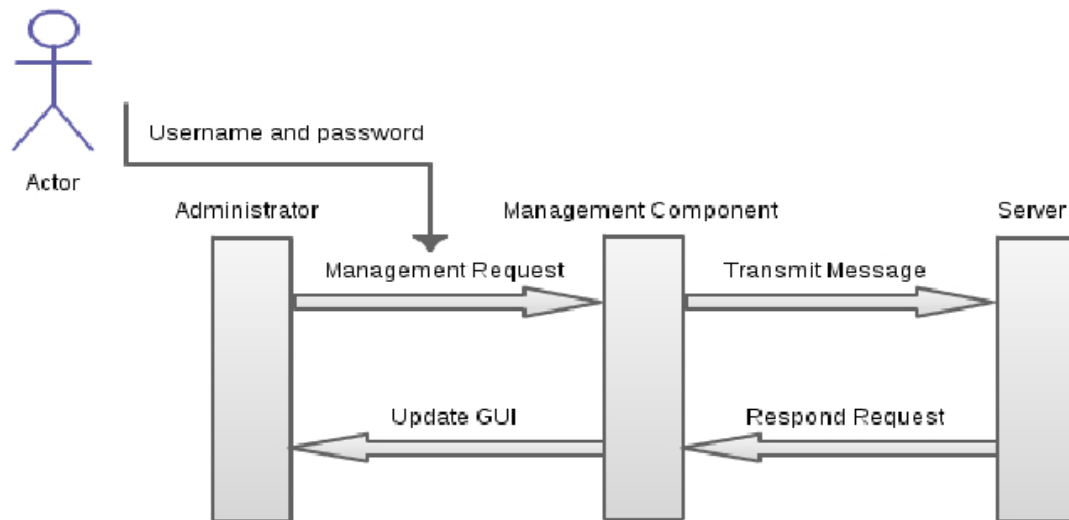 Username and password
Actor
Administrator
Management Component
Server
Management Request
Transmit Message
Update GUI
Respond Request